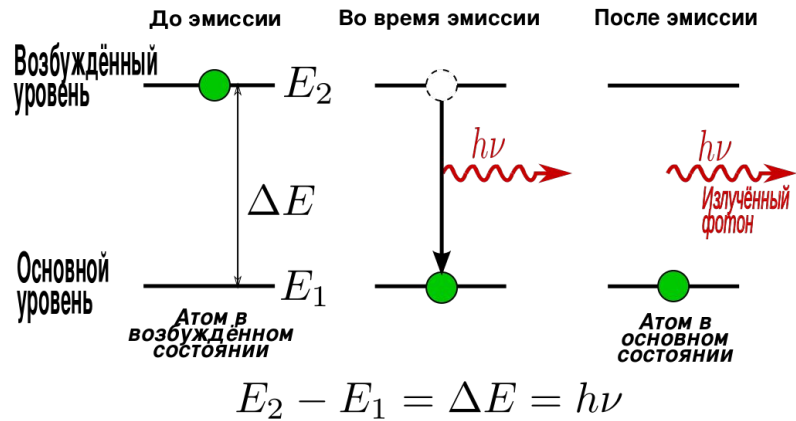 До эмиссии
Во время эмиссии
После эмиссии
Возбуждённый
уровень
E₂
hν
hν
Излучённый
фотон
ΔE
Основной
уровень
E₁
Атом в
возбуждённом
состоянии
Атом в
основном
состоянии
E₂ − E₁ = ΔE = hν